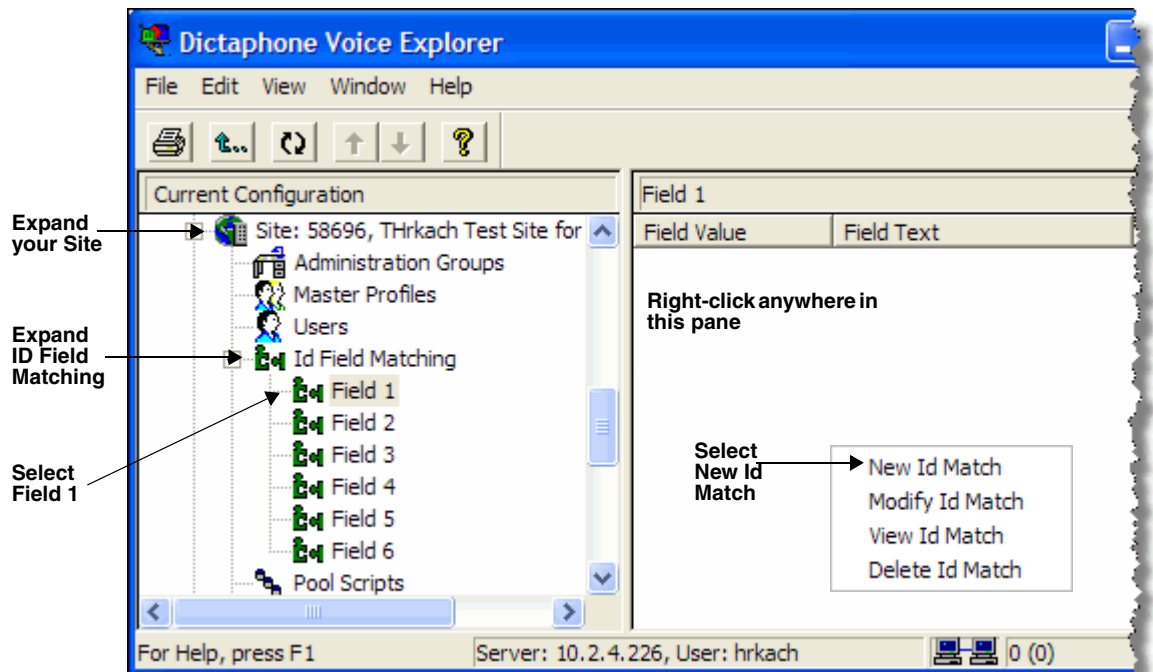 Dictaphone Voice Explorer
File Edit View Window Help
Current Configuration
Field 1
Expand
your Site
Site: 58696, THrkach Test Site for
Field Value Field Text
Administration Groups
Master Profiles
Right-click anywhere in
this pane
Users
Expand
ID Field
Matching
Id Field Matching
Field 1
Field 2
Field 3
Select
Field 1
Field 4
Field 5
Field 6
Pool Scripts
Select
New Id
Match
New Id Match
Modify Id Match
View Id Match
Delete Id Match
For Help, press F1
Server: 10.2.4.226, User: hrkach
0 (0)